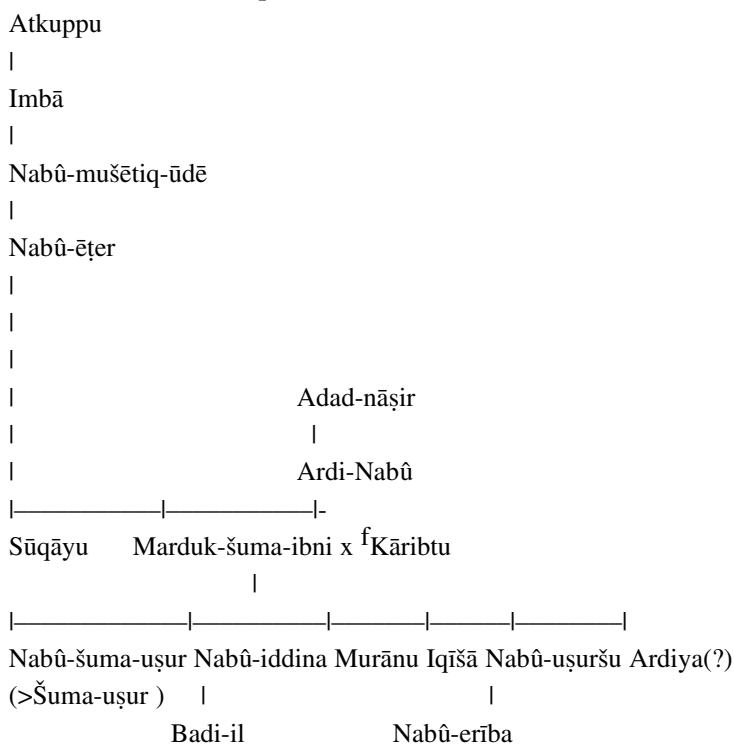 Atkuppu
|
Imbā
|
Nabû-mušētiq-ūdē
|
Nabû-ēṭer
|
|
|
| Adad-nāṣir
| |
| Ardi-Nabû
|———————|———————|-
Sūqāyu Marduk-šuma-ibni x fKāribtu
|
|————————|——————|————|————|—————|
Nabû-šuma-uṣur Nabû-iddina Murānu Iqīšā Nabû-uṣuršu Ardiya(?)
(>Šuma-uṣur ) | |
Badi-il Nabû-erība